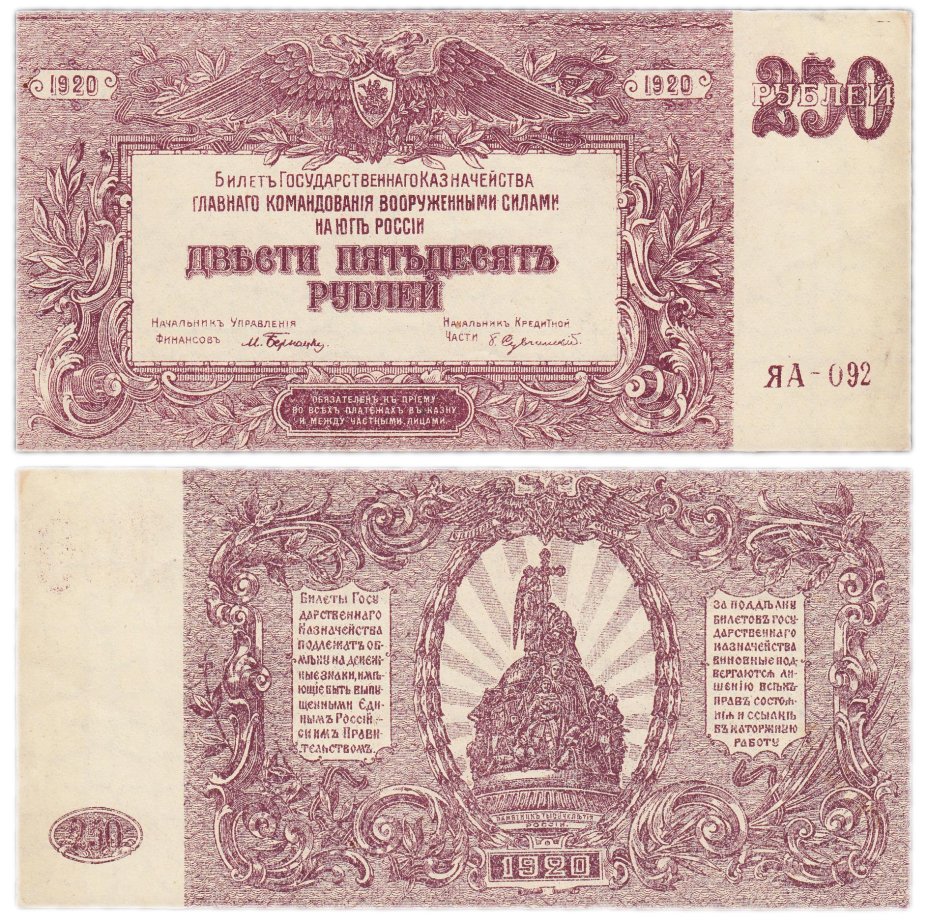 1920
1920
250
РУБЛЕЙ
БИЛЕТЪ ГОСУДАРСТВЕННАГО КАЗНАЧЕЙСТВА
ГЛАВНАГО КОМАНДОВАНІЯ ВООРУЖЕННЫМИ СИЛАМИ
НА ЮГѢ РОССІИ
ДВѢСТИ ПЯТЬДЕСЯТЪ
РУБЛЕЙ
НАЧАЛЬНИКЪ УПРАВЛЕНІЯ
ФИНАНСОВЪ
НАЧАЛЬНИКЪ КРЕДИТНОЙ
ЧАСТИ
ЯА-092
ОБЯЗАТЕЛЕНЪ КЪ ПРІЕМУ
ВО ВСѢХЪ ПЛАТЕЖАХЪ ВЪ КАЗНУ
И МЕЖДУ ЧАСТНЫМИ ЛИЦАМИ.
БИЛЕТЫ ГОСУ
ДАРСТВЕННАГО
КАЗНАЧЕЙСТВА
ПОДЛЕЖАТЪ ОБ-
МѢНУ НА ДЕНЕЖ-
НЫЕ ЗНАКИ, ИМѢ-
ЮЩІЕ БЫТЬ ВЫПУ-
ЩЕННЫМИ ЕДИ-
НЫМЪ РОССІЙ-
СКИМЪ ПРАВИ-
ТЕЛЬСТВОМЪ.
ЗА ПОДДѢЛКУ
БИЛЕТОВЪ ГОСУ-
ДАРСТВЕННАГО
КАЗНАЧЕЙСТВА
ВИНОВНЫЕ ПОД-
ВЕРГАЮТСЯ ЛИ-
ШЕНІЮ ВСѢХЪ
ПРАВЪ СОСТОЯ-
НІЯ И ССЫЛКѢ
ВЪ КАТОРЖНУЮ
РАБОТУ
250
РОССІИ
1920